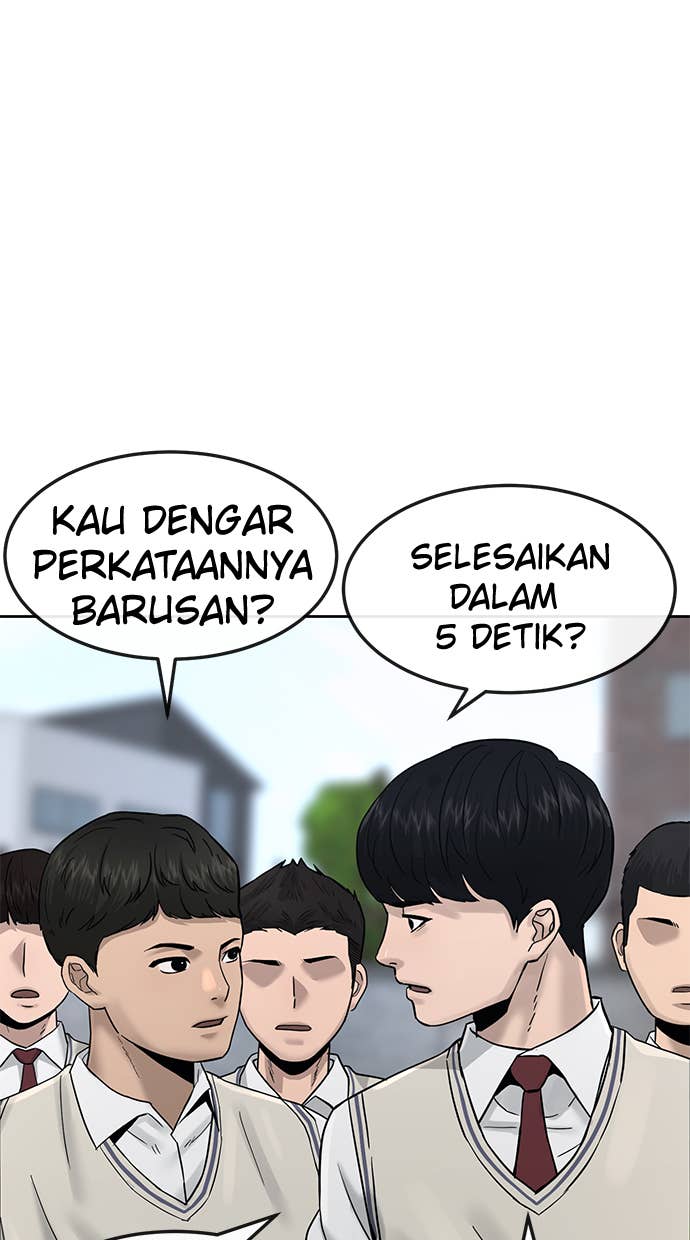 KAU DENGAR
PERKATAANNYA
BARUSAN?
SELESAIKAN
DALAM
5 DETIK?